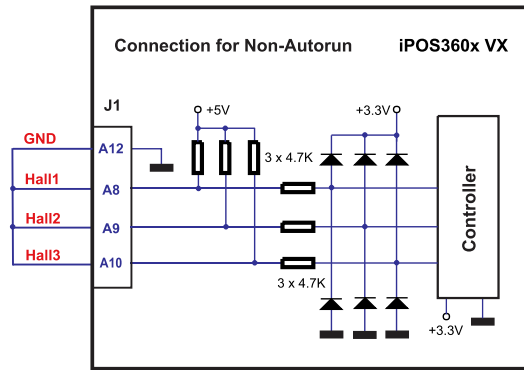 Connection for Non-Autorun
iPOS360x VX
J1
+5V
+3.3V
GND
A12
3 x 4.7K
Hall1
A8
Hall2
A9
Hall3
A10
3 x 4.7K
Controller
+3.3V